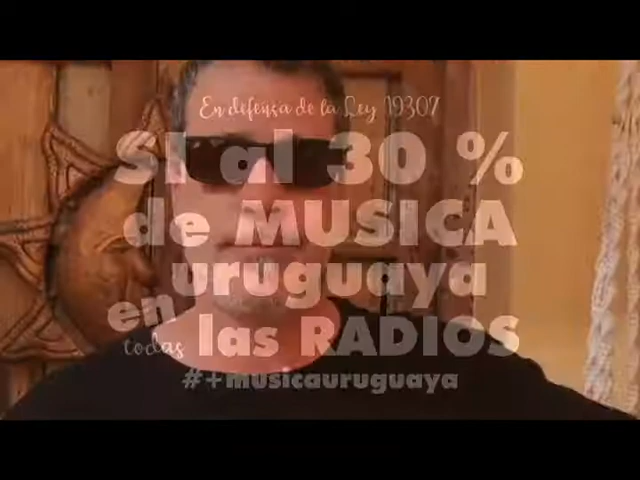 En defensa de la Ley 19307
Si al 30 %
de MUSICA
uruguaya
en
todas las RADIOS
#+musicauruguaya